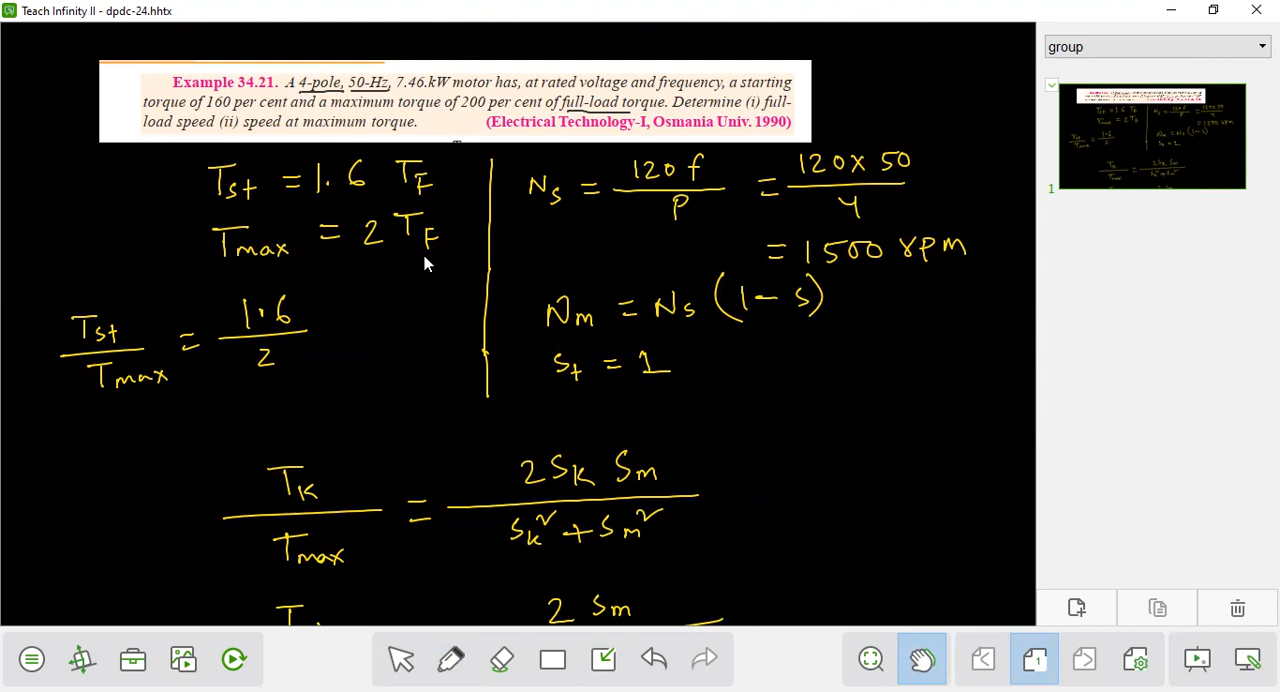 Teach Infinity II - dpdc-24.hhtx
group
Example 34.21. A 4-pole, 50-Hz, 7.46.kW motor has, at rated voltage and frequency, a starting
torque of 160 per cent and a maximum torque of 200 per cent of full-load torque. Determine (i) full-
load speed (ii) speed at maximum torque. (Electrical Technology-I, Osmania Univ. 1990)
Tst = 1.6 TF
Tmax = 2 TF
Tst / Tmax = 1.6 / 2
Ns = 120 f / P = 120 x 50 / 4
= 1500 rpm
Nm = Ns (1 - s)
st = 1
TK / Tmax = 2 SK Sm / SK² + Sm²
2 Sm
1
1